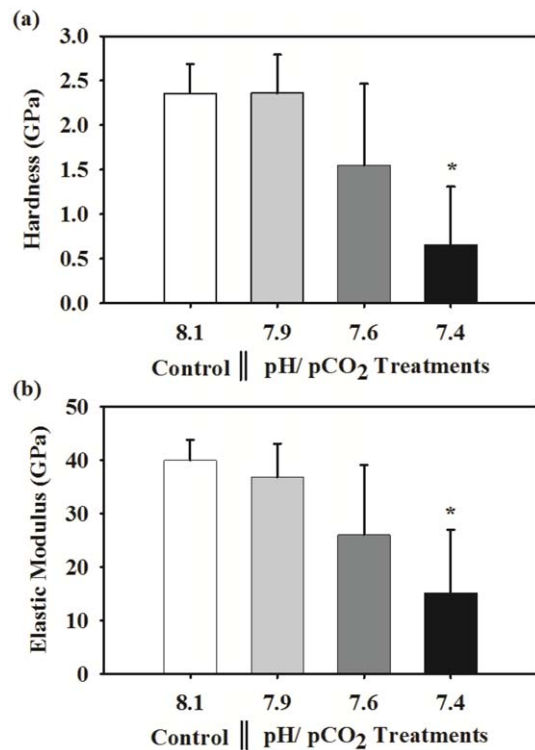 (a)
3.0
2.5
2.0
1.5
1.0
0.5
0.0
Hardness (GPa)
*
8.1 7.9 7.6 7.4
Control || pH/ pCO2 Treatments
(b)
50
40
30
20
10
0
Elastic Modulus (GPa)
*
8.1 7.9 7.6 7.4
Control || pH/ pCO2 Treatments